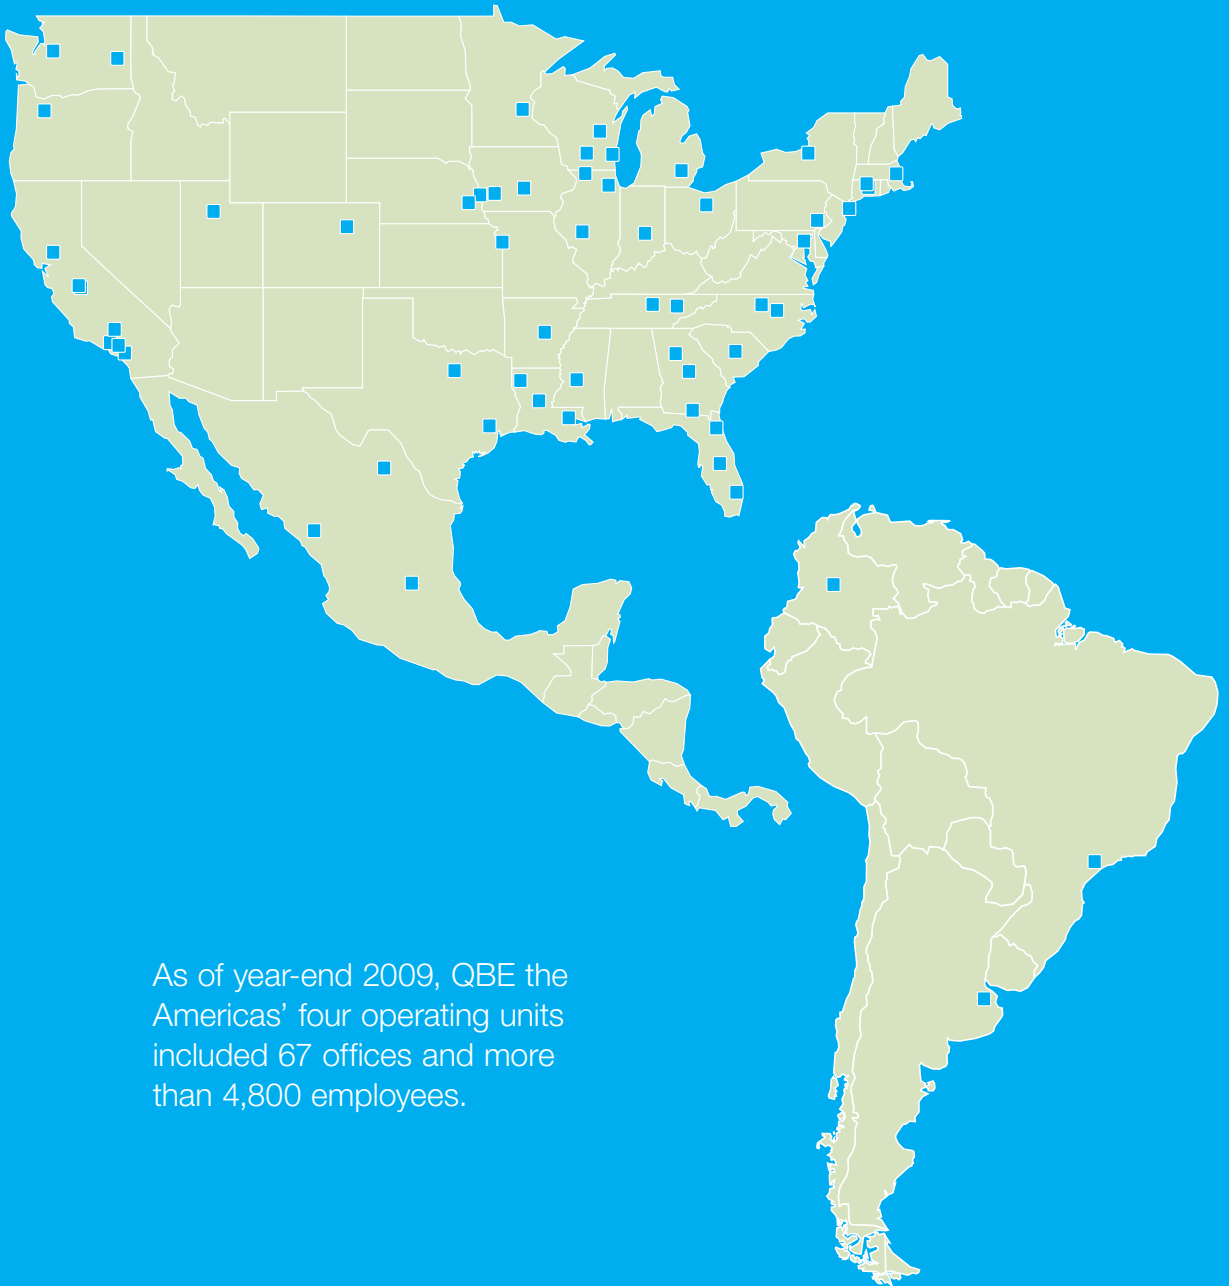 As of year-end 2009, QBE the
Americas’ four operating units
included 67 offices and more
than 4,800 employees.